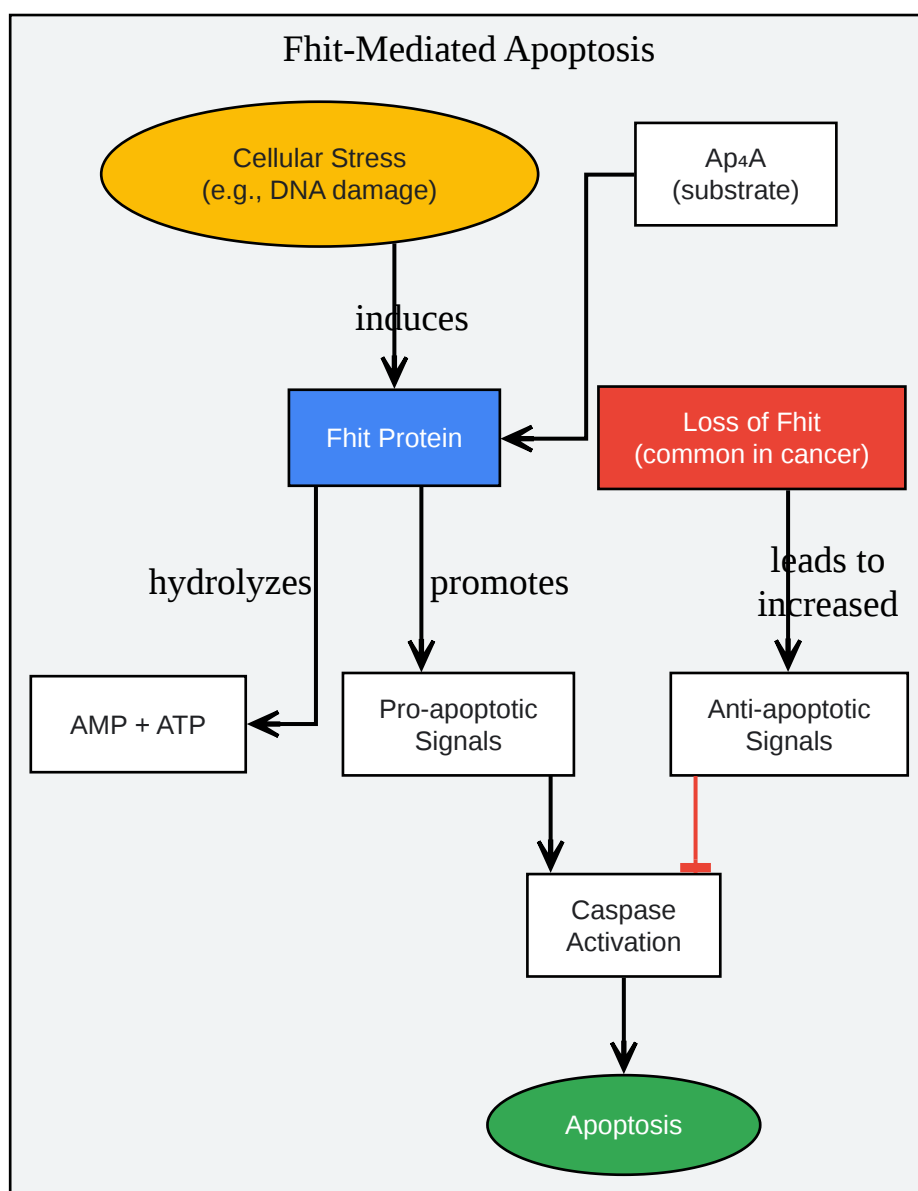 Fhit-Mediated Apoptosis
Cellular Stress
(e.g., DNA damage)
Ap₄A
(substrate)
induces
Fhit Protein
Loss of Fhit
(common in cancer)
hydrolyzes
promotes
leads to
increased
AMP + ATP
Pro-apoptotic
Signals
Anti-apoptotic
Signals
Caspase
Activation
Apoptosis